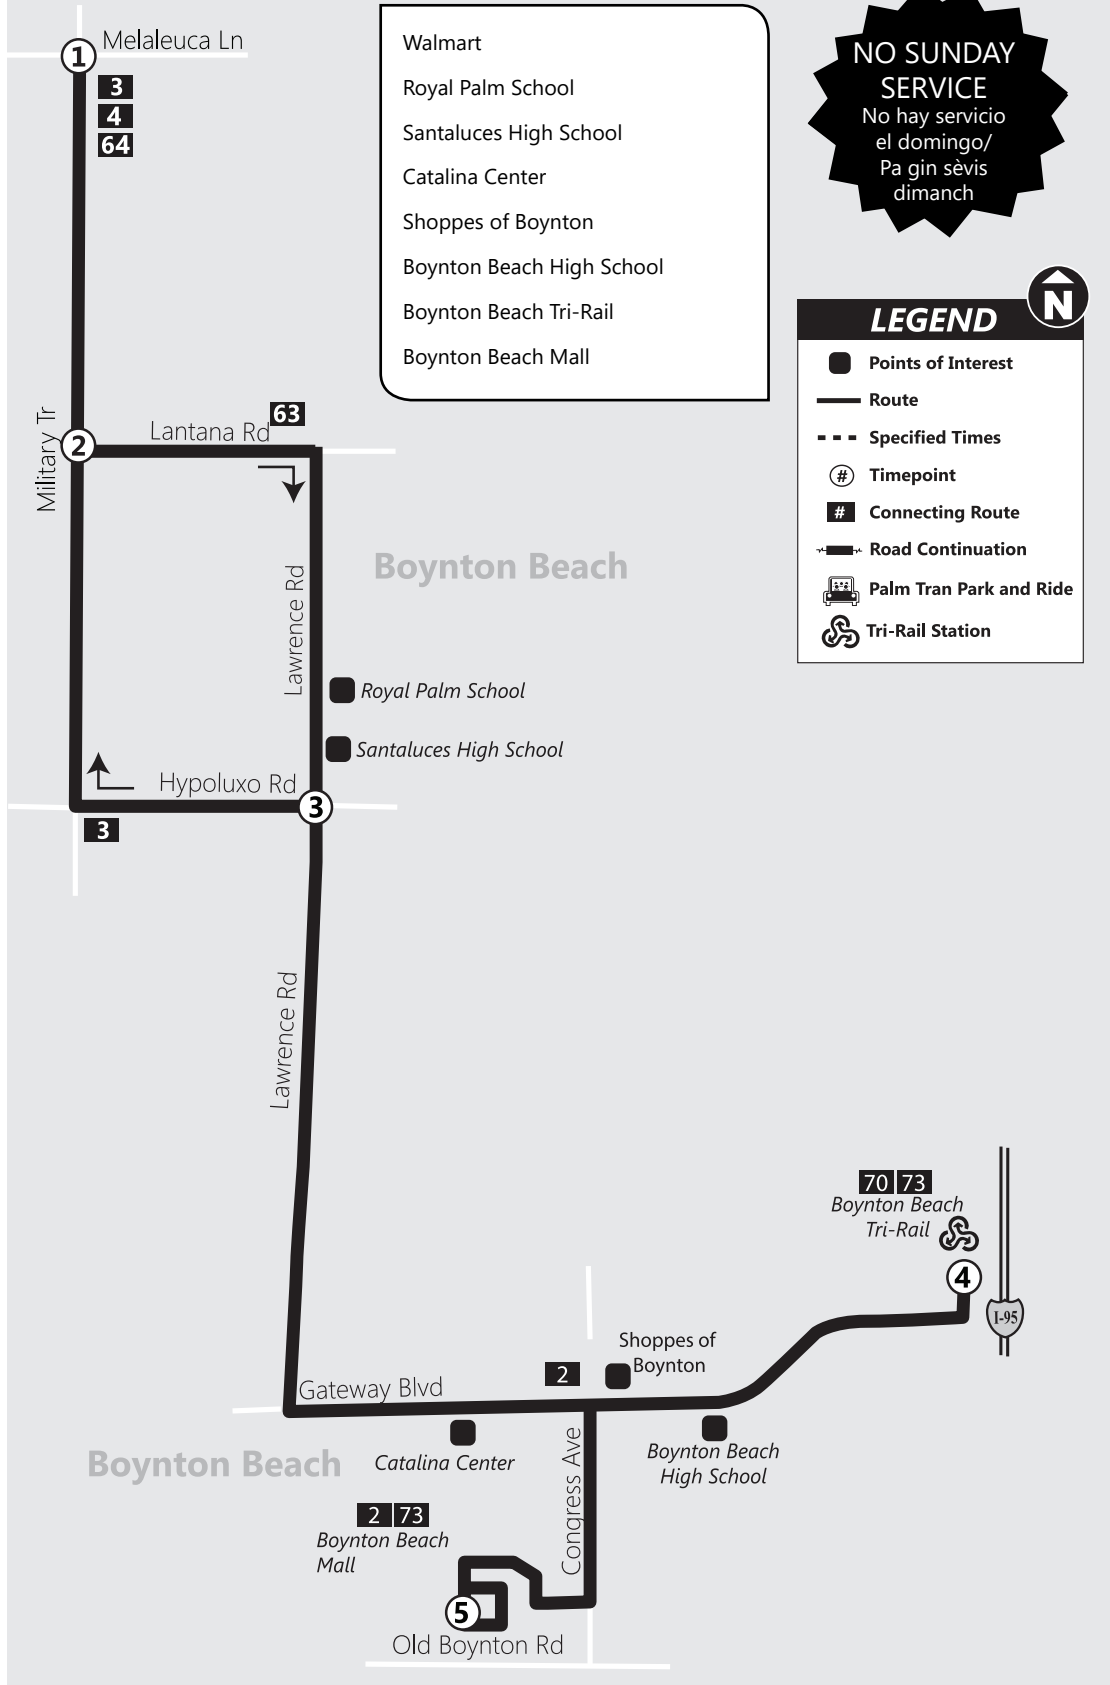 Melaleuca Ln
1
3
4
64
Walmart
Royal Palm School
Santaluces High School
Catalina Center
Shoppes of Boynton
Boynton Beach High School
Boynton Beach Tri-Rail
Boynton Beach Mall
NO SUNDAY
SERVICE
No hay servicio
el domingo/
Pa gin sèvis
dimanch
N
LEGEND
Points of Interest
Route
Specified Times
# Timepoint
# Connecting Route
Road Continuation
Palm Tran Park and Ride
Tri-Rail Station
Military Tr
2
Lantana Rd
63
Boynton Beach
Lawrence Rd
Royal Palm School
Santaluces High School
Hypoluxo Rd
3
3
Lawrence Rd
70 73
Boynton Beach
Tri-Rail
4
I-95
Shoppes of
Boynton
2
Gateway Blvd
Boynton Beach
Catalina Center
Congress Ave
Boynton Beach
High School
2 73
Boynton Beach
Mall
5
Old Boynton Rd